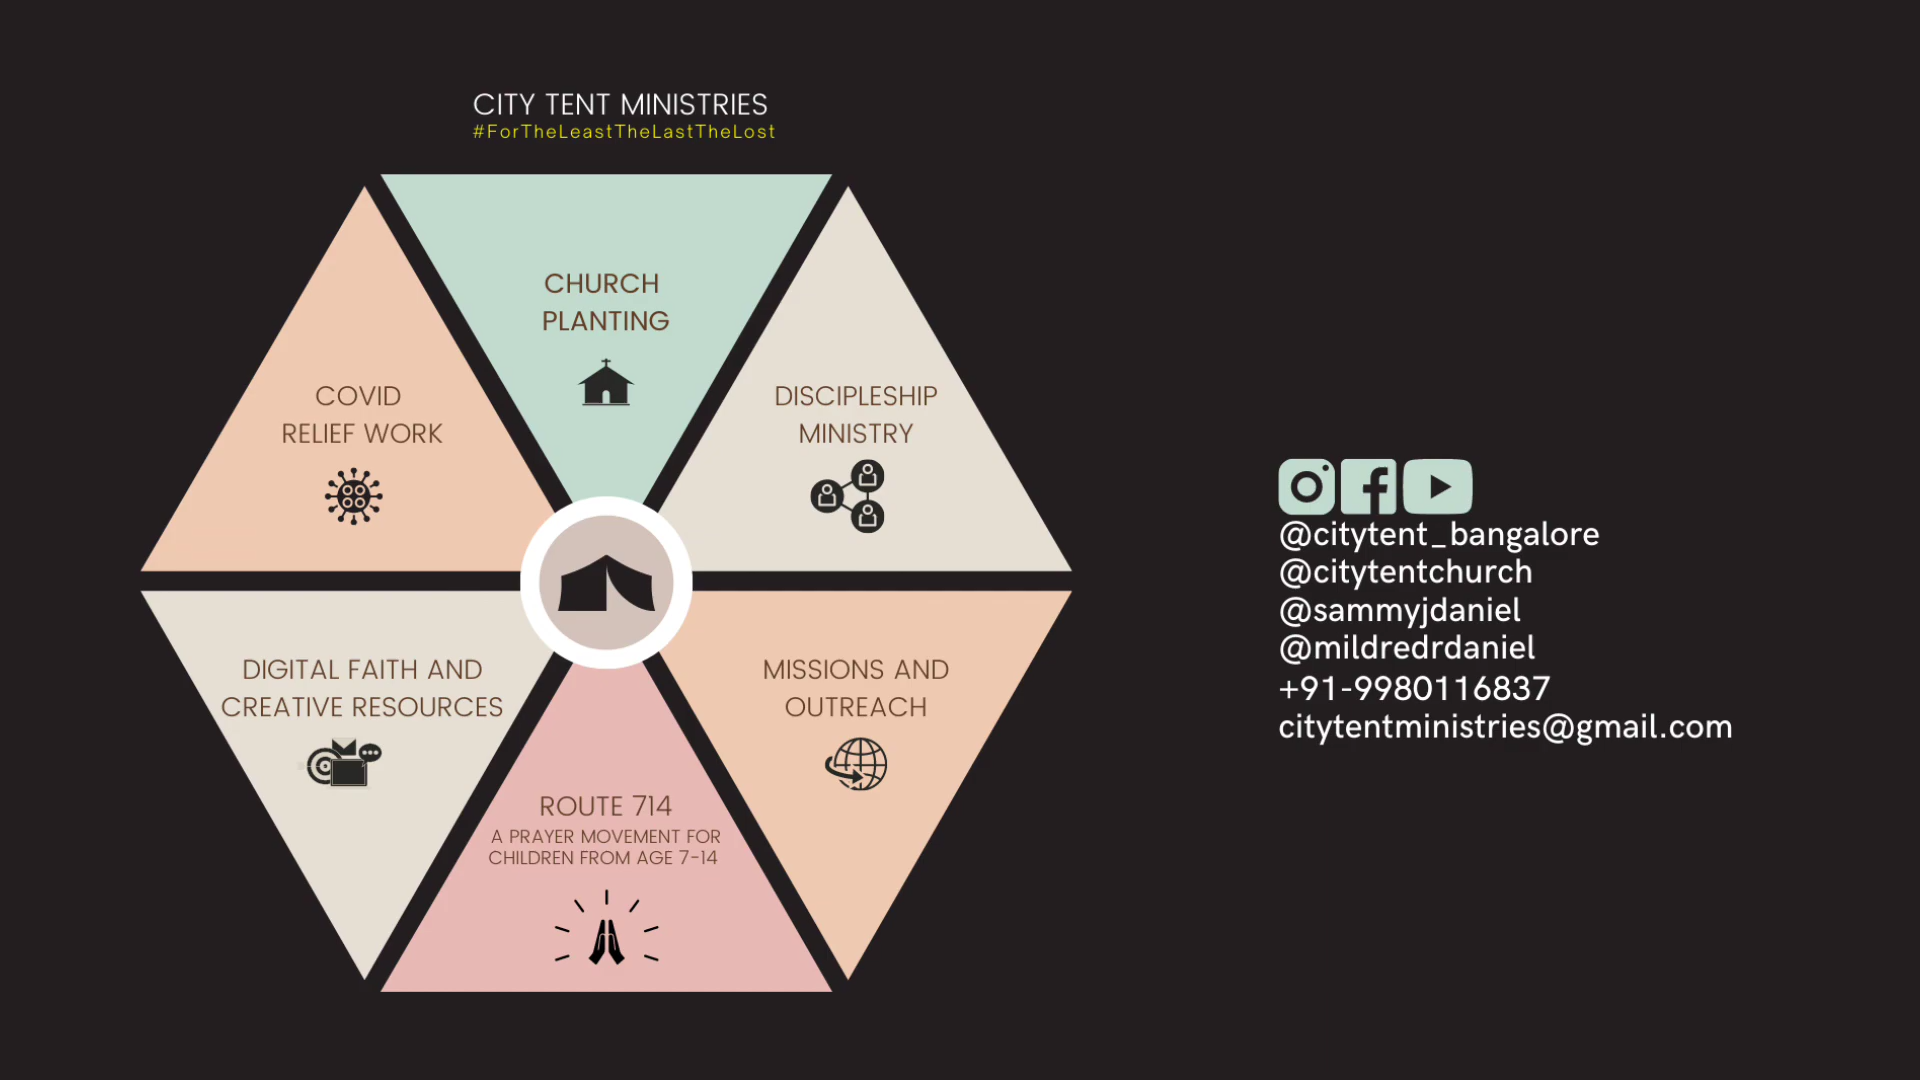 CITY TENT MINISTRIES
#ForTheLeastTheLastTheLost
CHURCH
PLANTING
COVID
RELIEF WORK
DISCIPLESHIP
MINISTRY
DIGITAL FAITH AND
CREATIVE RESOURCES
MISSIONS AND
OUTREACH
ROUTE 714
A PRAYER MOVEMENT FOR
CHILDREN FROM AGE 7-14
@citytent_bangalore
@citytentchurch
@sammyjdaniel
@mildredrdaniel
+91-9980116837
citytentministries@gmail.com